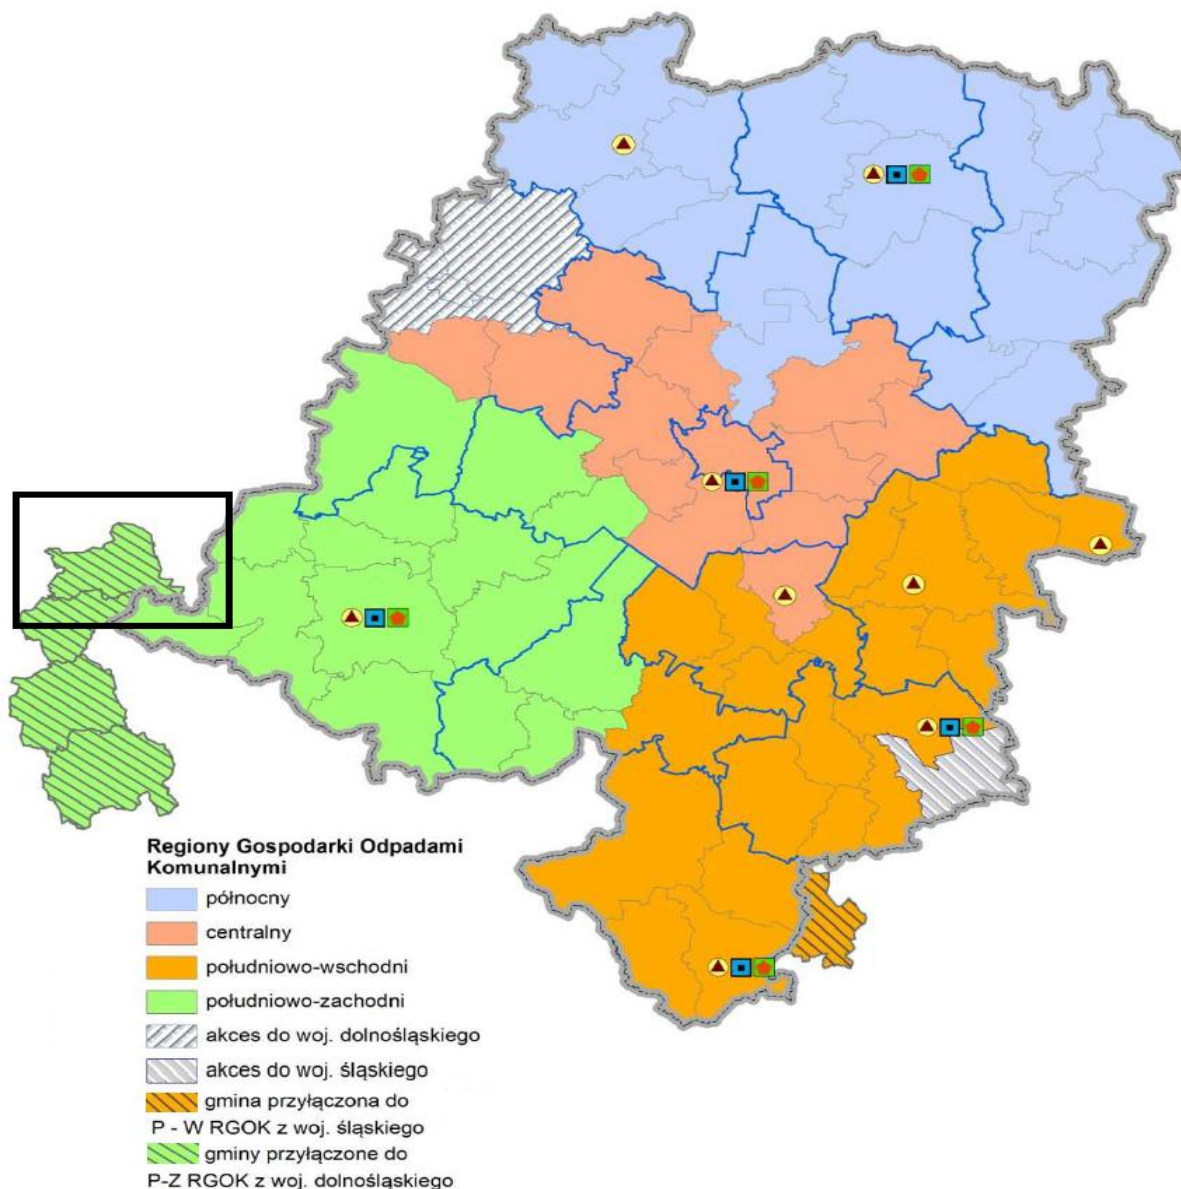 Regiony Gospodarki Odpadami
Komunalnymi
północny
centralny
południowo-wschodni
południowo-zachodni
akces do woj. dolnośląskiego
akces do woj. śląskiego
gmina przyłączona do
P - W RGOK z woj. śląskiego
gminy przyłączone do
P-Z RGOK z woj. dolnośląskiego